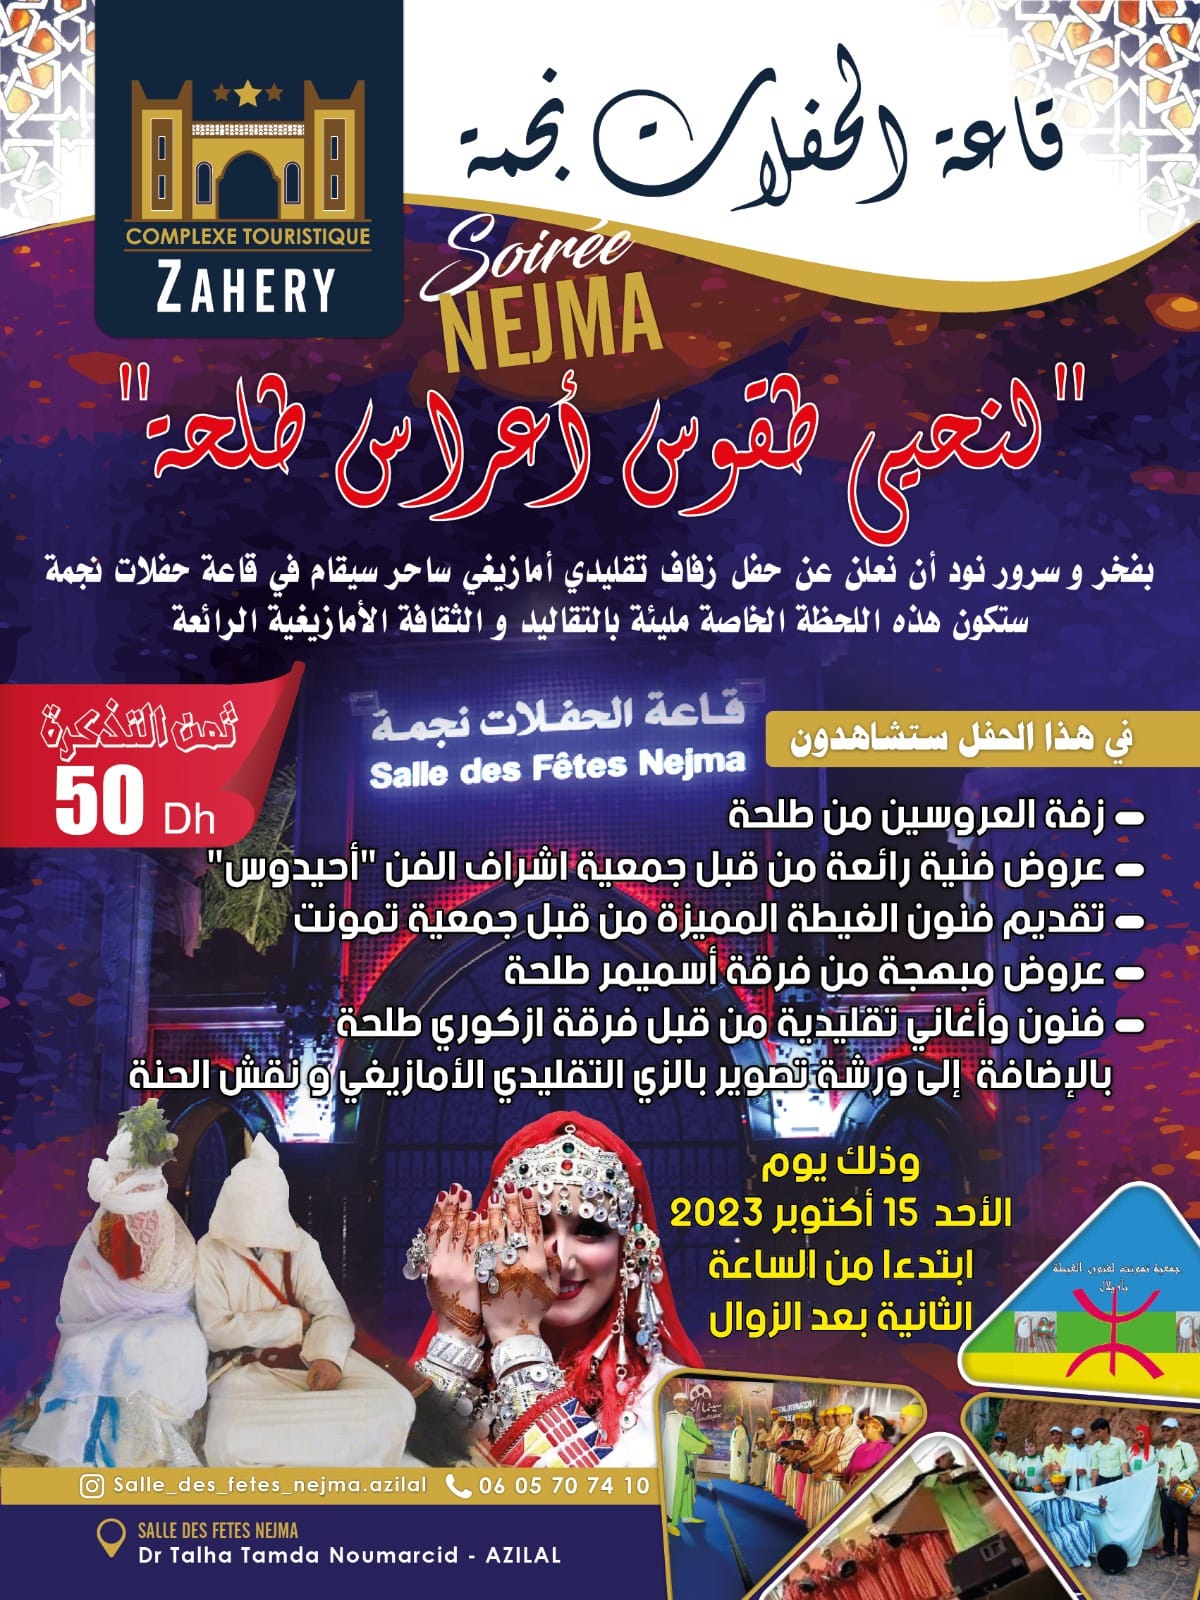 قاعة الحفلات نجمة
COMPLEXE TOURISTIQUE
ZAHERY
Soirée
NEJMA
"لنحيي طقوس أعراس طلحة"
بفخر و سرور نود أن نعلن عن حفل زفاف تقليدي أمازيغي ساحر سيقام في قاعة حفلات نجمة
ستكون هذه اللحظة الخاصة مليئة بالتقاليد و الثقافة الأمازيغية الرائعة
قاعة الحفلات نجمة
Salle des Fêtes Nejma
ثمن التذكرة
50 Dh
في هذا الحفل ستشاهدون
- زفة العروسين من طلحة
- عروض فنية رائعة من قبل جمعية اشراف الفن "أحيدوس"
- تقديم فنون الغيطة المميزة من قبل جمعية تمونت
- عروض مبهجة من فرقة أسميمر طلحة
- فنون وأغاني تقليدية من قبل فرقة ازكوري طلحة
بالإضافة إلى ورشة تصوير بالزي التقليدي الأمازيغي و نقش الحنة
وذلك يوم
الأحد 15 أكتوبر 2023
ابتدءا من الساعة
الثانية بعد الزوال
جمعية تمونت لفنون الغيطة
بأزيلال
Salle_des_fetes_nejma.azilal
06 05 70 74 10
SALLE DES FETES NEJMA
Dr Talha Tamda Noumarcid - AZILAL